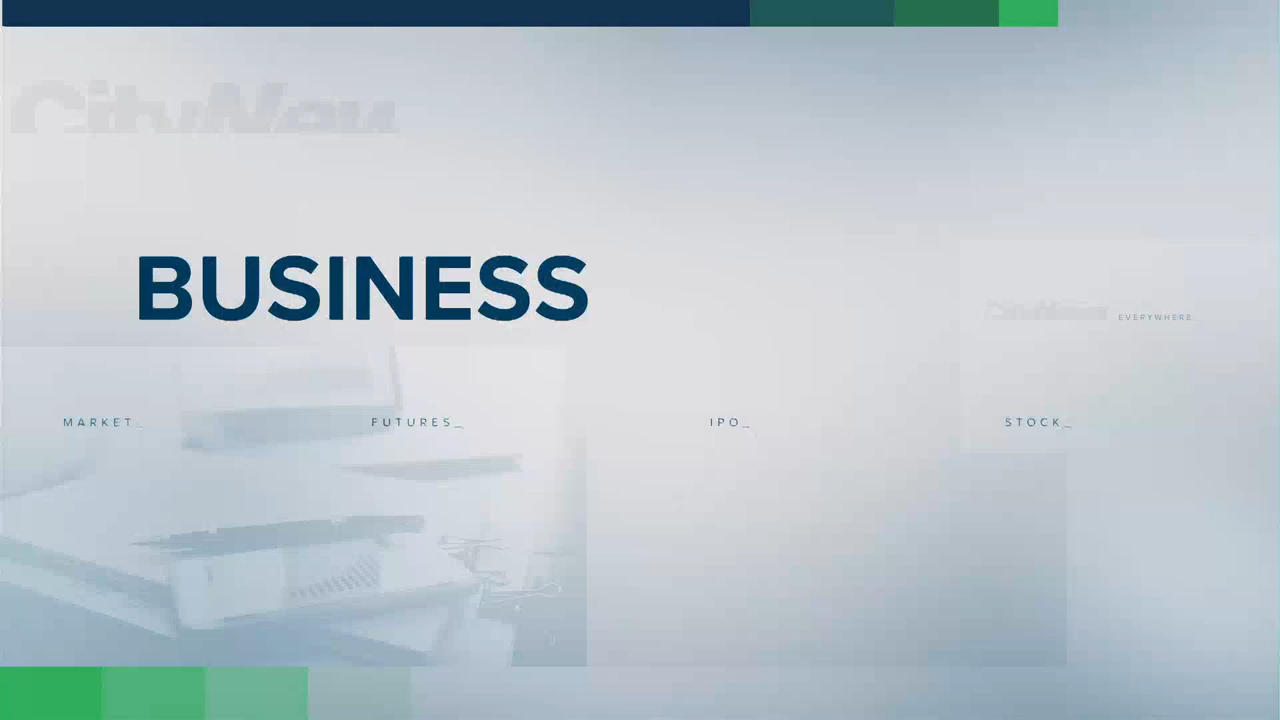 BUSINESS
EVERYWHERE
MARKET_
FUTURES_
IPO_
STOCK_